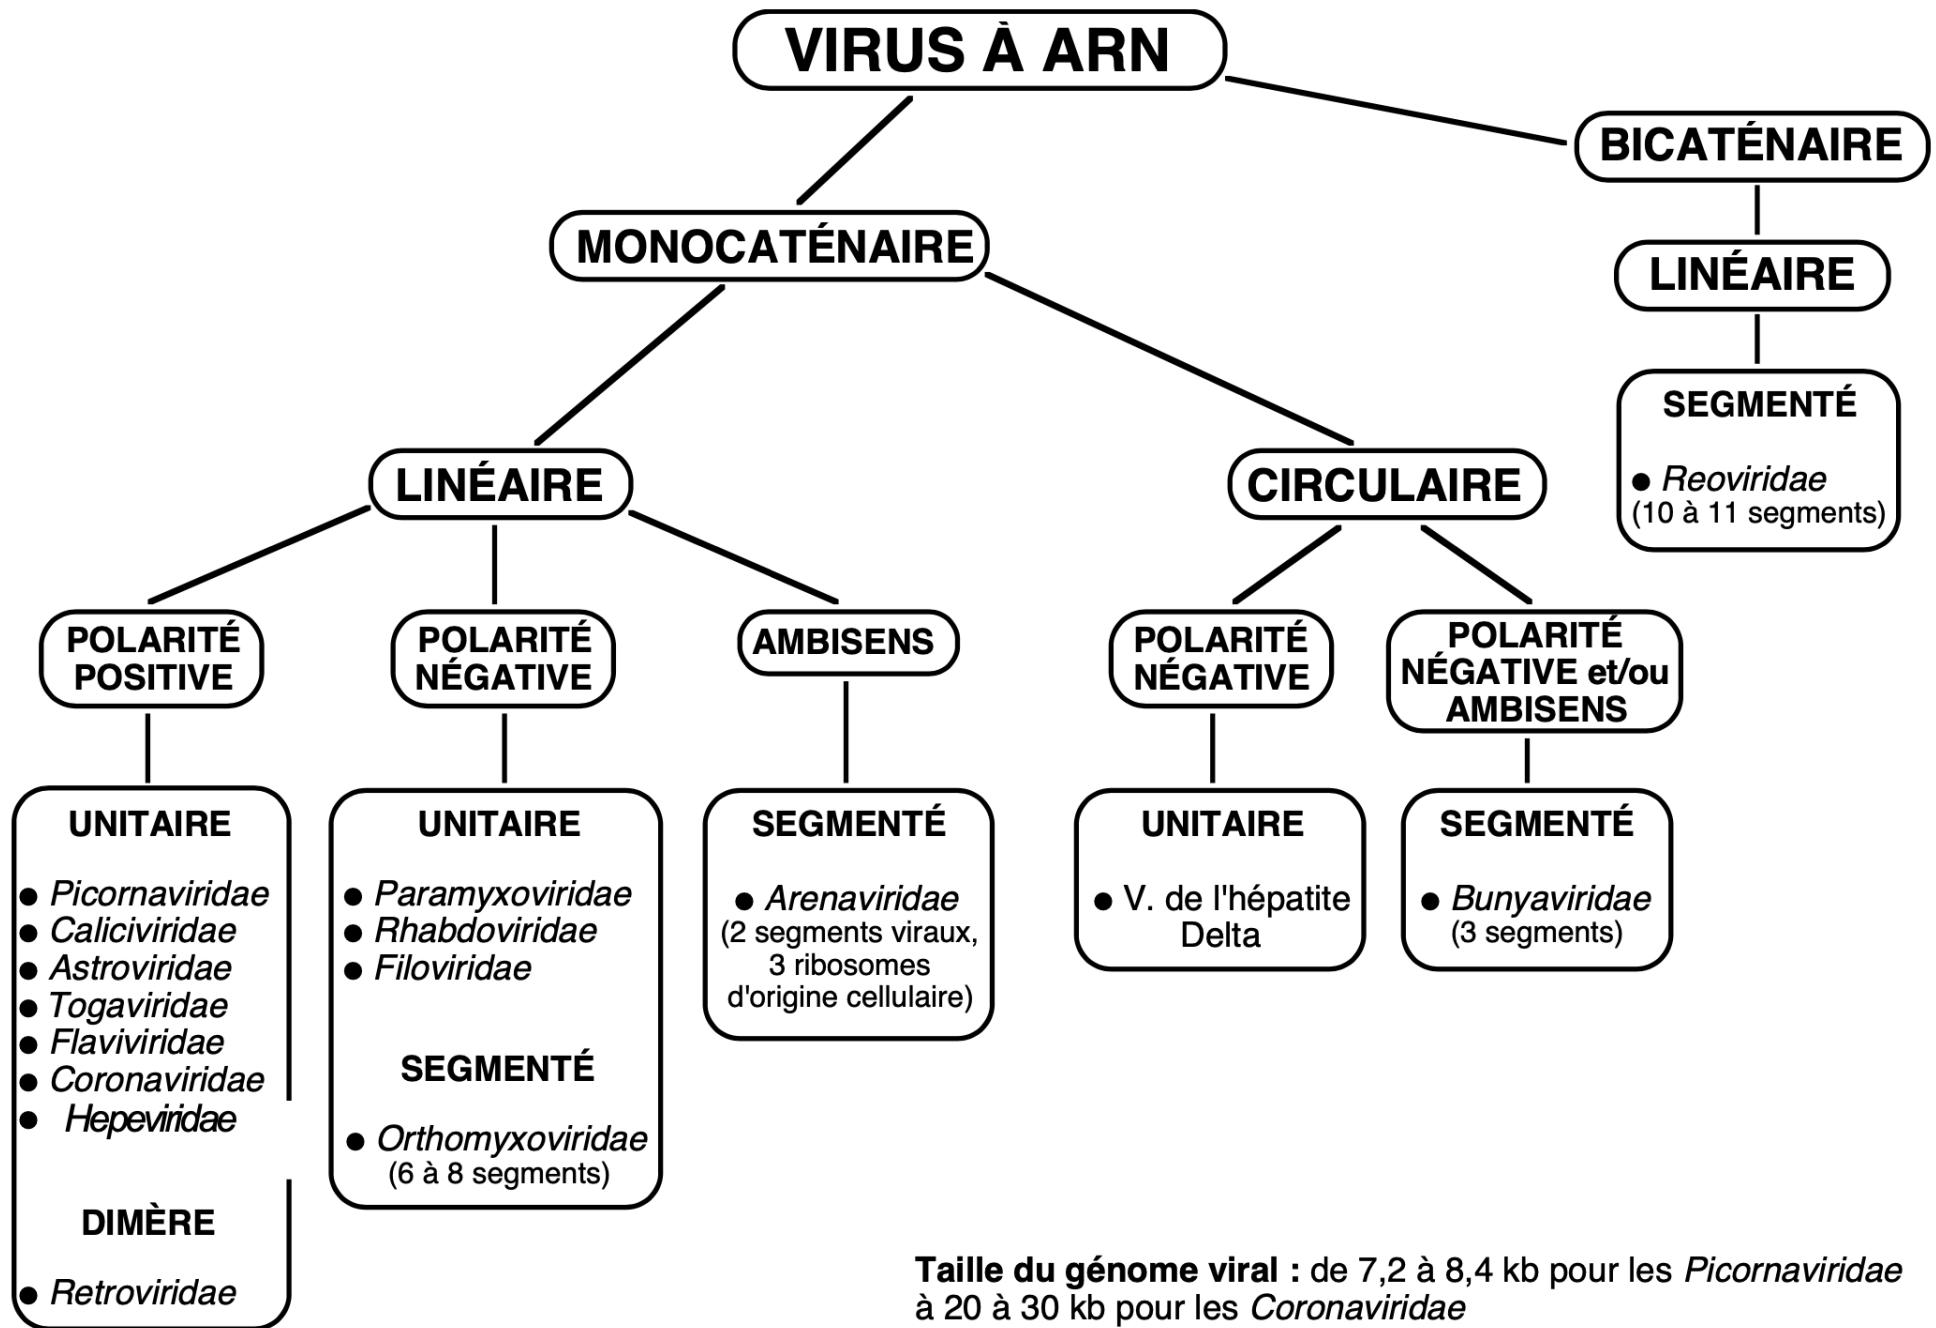 VIRUS À ARN
BICATÉNAIRE
MONOCATÉNAIRE
LINÉAIRE
SEGMENTÉ
● Reoviridae
(10 à 11 segments)
LINÉAIRE
CIRCULAIRE
POLARITÉ
POSITIVE
POLARITÉ
NÉGATIVE
AMBISENS
POLARITÉ
NÉGATIVE
POLARITÉ
NÉGATIVE et/ou
AMBISENS
UNITAIRE
● Picornaviridae
● Caliciviridae
● Astroviridae
● Togaviridae
● Flaviviridae
● Coronaviridae
● Hepeviridae
DIMÈRE
● Retroviridae
UNITAIRE
● Paramyxoviridae
● Rhabdoviridae
● Filoviridae
SEGMENTÉ
● Orthomyxoviridae
(6 à 8 segments)
SEGMENTÉ
● Arenaviridae
(2 segments viraux,
3 ribosomes
d'origine cellulaire)
UNITAIRE
● V. de l'hépatite
Delta
SEGMENTÉ
● Bunyaviridae
(3 segments)
Taille du génome viral : de 7,2 à 8,4 kb pour les Picornaviridae
à 20 à 30 kb pour les Coronaviridae